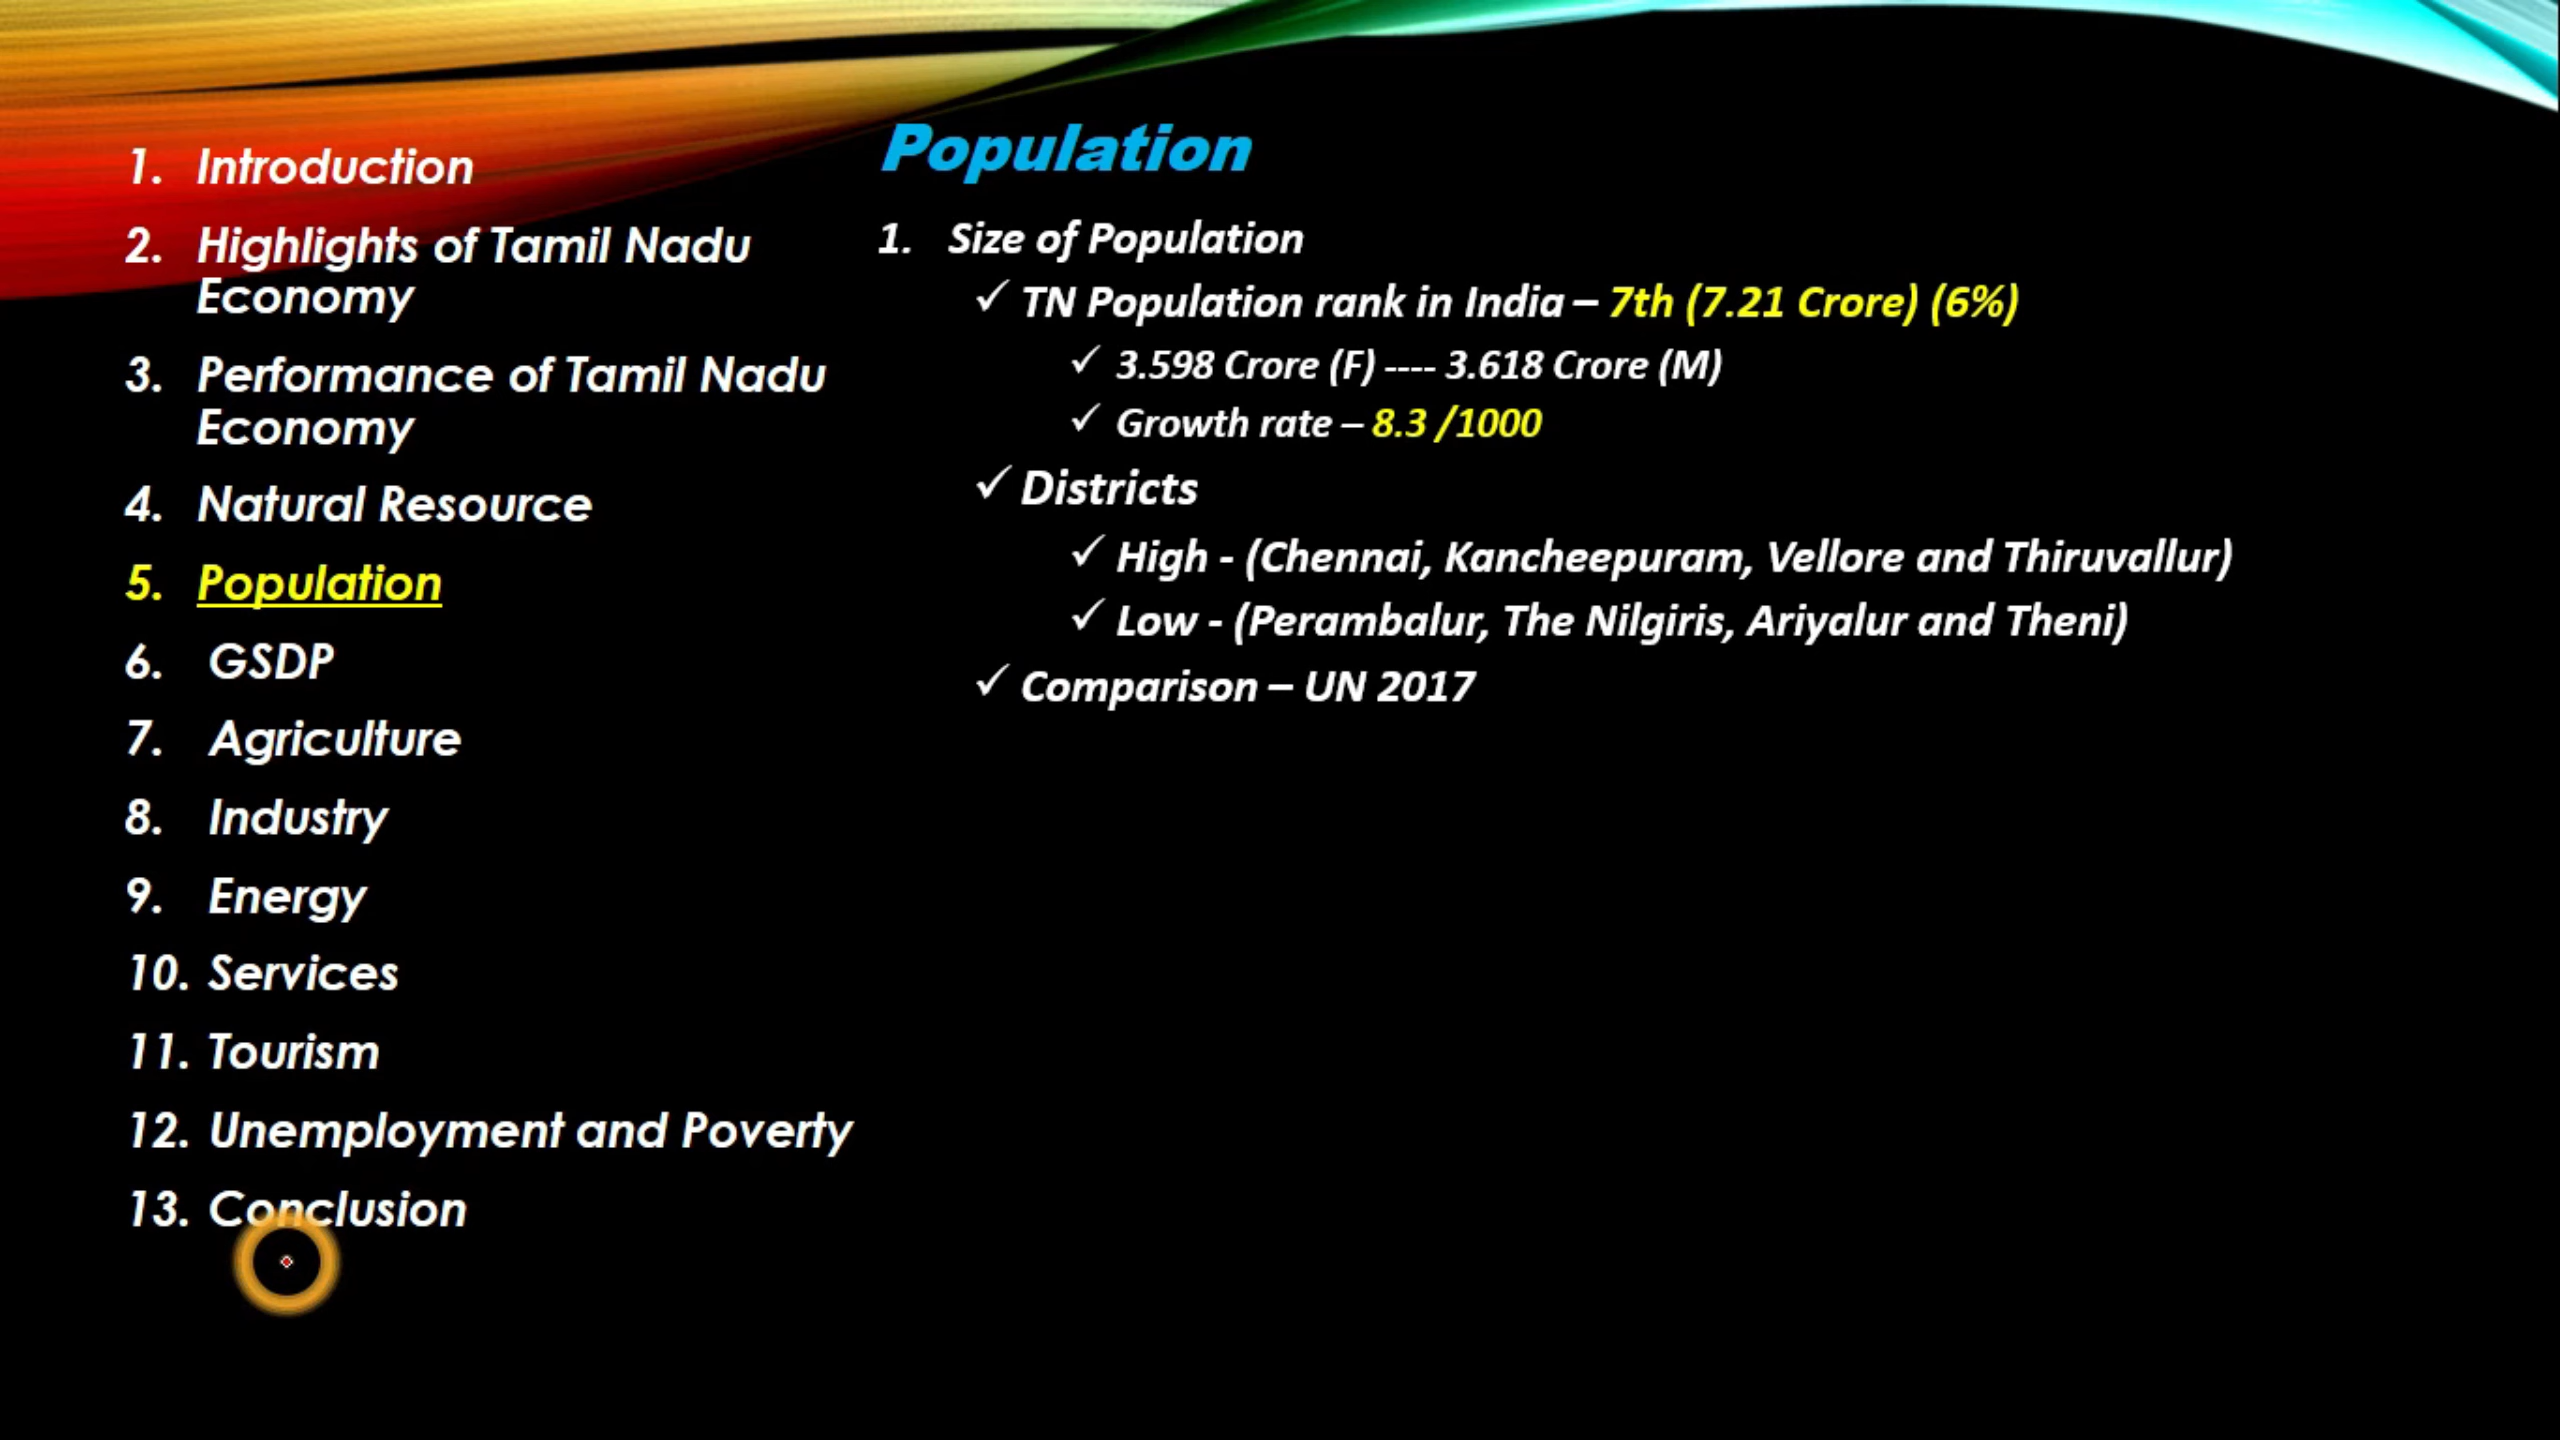 1. Introduction
2. Highlights of Tamil Nadu
Economy
3. Performance of Tamil Nadu
Economy
4. Natural Resource
5. Population
6. GSDP
7. Agriculture
8. Industry
9. Energy
10. Services
11. Tourism
12. Unemployment and Poverty
13. Conclusion
Population
1. Size of Population
✓ TN Population rank in India – 7th (7.21 Crore) (6%)
✓ 3.598 Crore (F) ---- 3.618 Crore (M)
✓ Growth rate – 8.3 /1000
✓ Districts
✓ High - (Chennai, Kancheepuram, Vellore and Thiruvallur)
✓ Low - (Perambalur, The Nilgiris, Ariyalur and Theni)
✓ Comparison – UN 2017